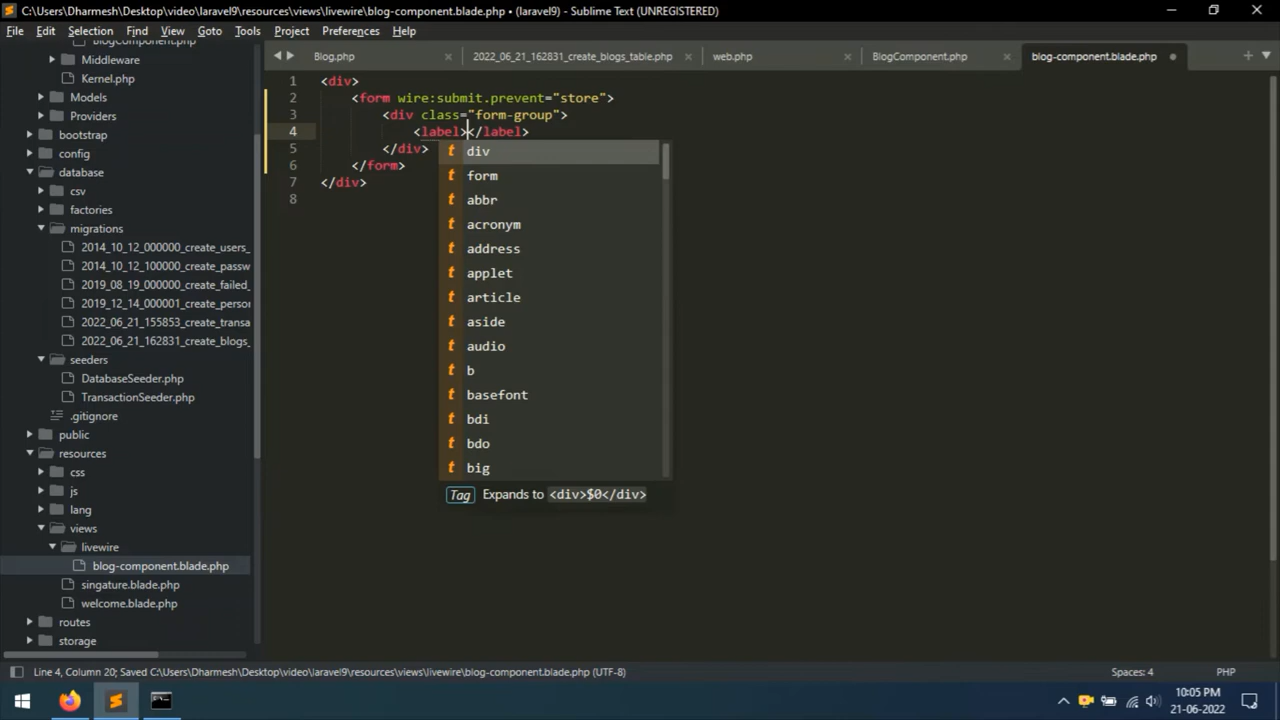 C:\Users\Dharmesh\Desktop\video\laravel9\resources\views\livewire\blog-component.blade.php • (laravel9) - Sublime Text (UNREGISTERED)
File Edit Selection Find View Goto Tools Project Preferences Help
Blog.php 2022_06_21_162831_create_blogs_table.php web.php BlogComponent.php blog-component.blade.php
BlogComponent.php
Middleware
Kernel.php
Models
Providers
bootstrap
config
database
csv
factories
migrations
2014_10_12_000000_create_users_
2014_10_12_100000_create_passw
2019_08_19_000000_create_failed_
2019_12_14_000001_create_person
2022_06_21_155853_create_transa
2022_06_21_162831_create_blogs_
seeders
DatabaseSeeder.php
TransactionSeeder.php
.gitignore
public
resources
css
js
lang
views
livewire
blog-component.blade.php
singature.blade.php
welcome.blade.php
routes
storage
1 <div>
2 <form wire:submit.prevent="store">
3 <div class="form-group">
4 <label></label>
5 </div>
6 </form>
7 </div>
8
t div
t form
t abbr
t acronym
t address
t applet
t article
t aside
t audio
t b
t basefont
t bdi
t bdo
t big
Tag Expands to <div>$0</div>
Line 4, Column 20; Saved C:\Users\Dharmesh\Desktop\video\laravel9\resources\views\livewire\blog-component.blade.php (UTF-8) Spaces: 4 PHP
10:05 PM
21-06-2022